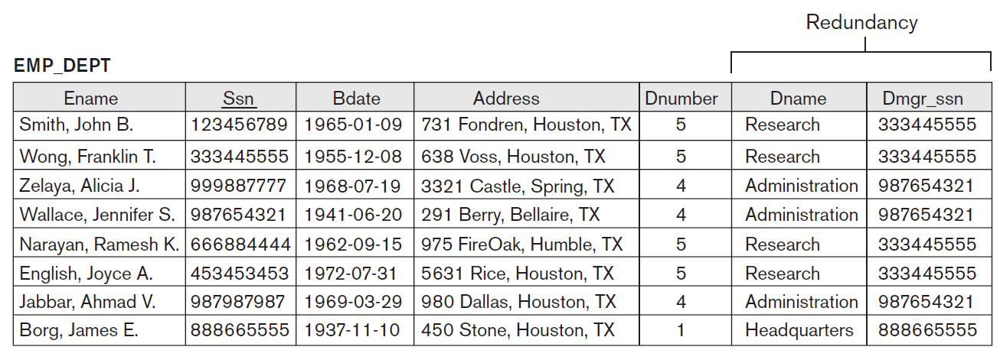 Redundancy
EMP_DEPT
Ename Ssn Bdate Address Dnumber Dname Dmgr_ssn
Smith, John B. 123456789 1965-01-09 731 Fondren, Houston, TX 5 Research 333445555
Wong, Franklin T. 333445555 1955-12-08 638 Voss, Houston, TX 5 Research 333445555
Zelaya, Alicia J. 999887777 1968-07-19 3321 Castle, Spring, TX 4 Administration 987654321
Wallace, Jennifer S. 987654321 1941-06-20 291 Berry, Bellaire, TX 4 Administration 987654321
Narayan, Ramesh K. 666884444 1962-09-15 975 FireOak, Humble, TX 5 Research 333445555
English, Joyce A. 453453453 1972-07-31 5631 Rice, Houston, TX 5 Research 333445555
Jabbar, Ahmad V. 987987987 1969-03-29 980 Dallas, Houston, TX 4 Administration 987654321
Borg, James E. 888665555 1937-11-10 450 Stone, Houston, TX 1 Headquarters 888665555